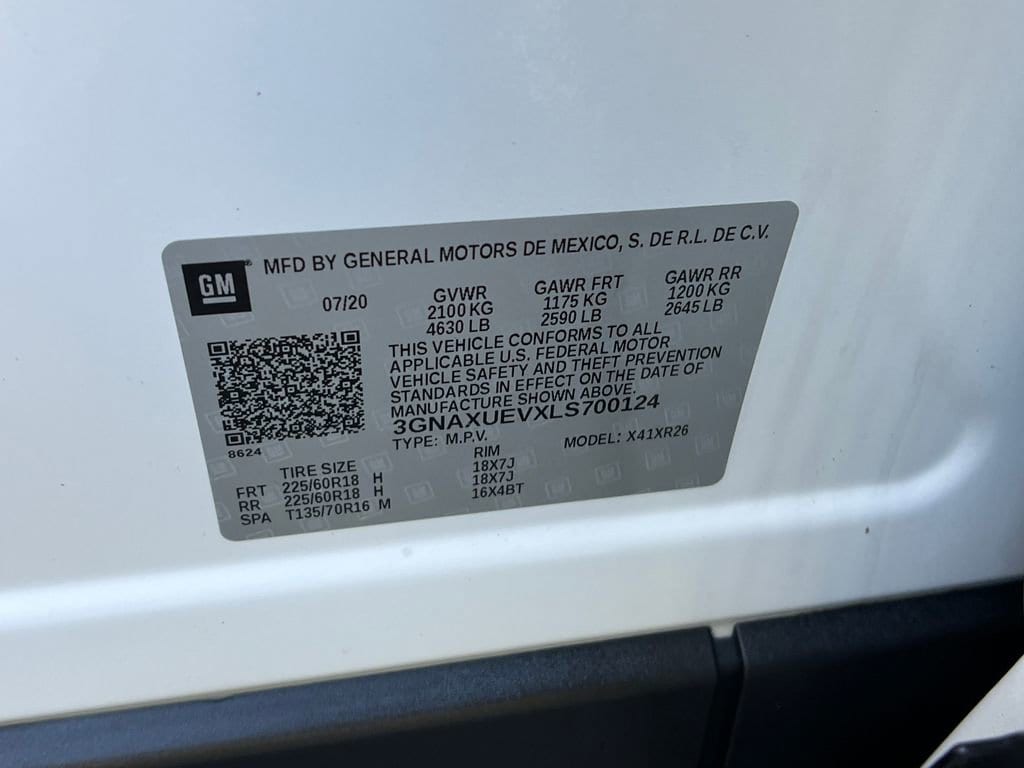 GM
MFD BY GENERAL MOTORS DE MEXICO, S. DE R.L. DE C.V.
07/20 GVWR GAWR FRT GAWR RR
2100 KG 1175 KG 1200 KG
4630 LB 2590 LB 2645 LB
THIS VEHICLE CONFORMS TO ALL
APPLICABLE U.S. FEDERAL MOTOR
VEHICLE SAFETY AND THEFT PREVENTION
STANDARDS IN EFFECT ON THE DATE OF
MANUFACTURE SHOWN ABOVE.
3GNAXUEVXLS700124
TYPE: M.P.V. MODEL: X41XR26
8624
TIRE SIZE RIM
FRT 225/60R18 H 18X7J
RR 225/60R18 H 18X7J
SPA T135/70R16 M 16X4BT